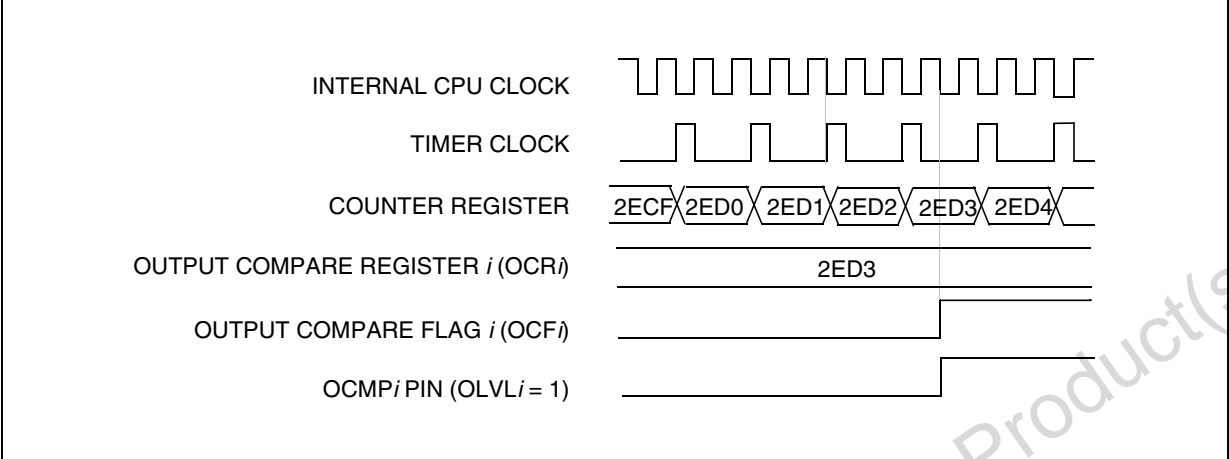 INTERNAL CPU CLOCK
TIMER CLOCK
COUNTER REGISTER 2ECF 2ED0 2ED1 2ED2 2ED3 2ED4
OUTPUT COMPARE REGISTER i (OCRi) 2ED3
OUTPUT COMPARE FLAG i (OCFi)
OCMPi PIN (OLVLi = 1)
Product(s